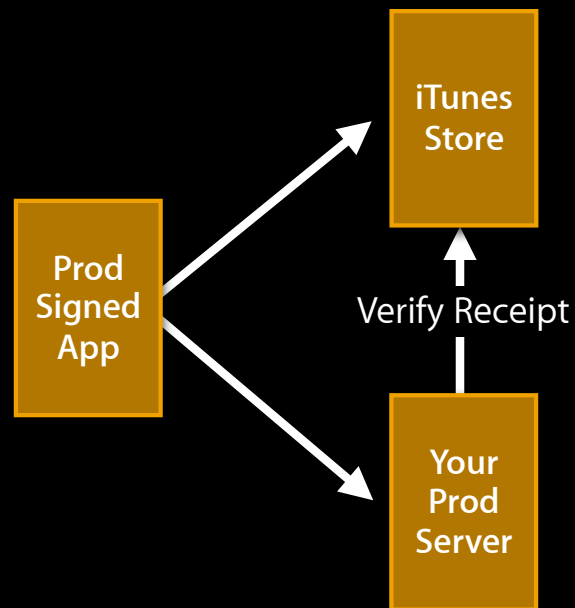 iTunes
Store
Prod
Signed
App
Verify Receipt
Your
Prod
Server